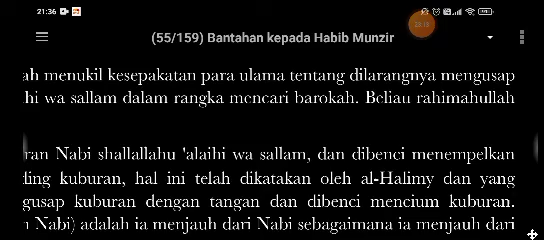 21:36
(55/159) Bantahan kepada Habib Munzir
ah menukil kesepakatan para ulama tentang dilarangnya mengusap
hi wa sallam dalam rangka mencari barokah. Beliau rahimahullah
ran Nabi shallallahu 'alaihi wa sallam, dan dibenci menempelkan
ding kuburan, hal ini telah dikatakan oleh al-Halimy dan yang
gusap kuburan dengan tangan dan dibenci mencium kuburan.
n Nabi) adalah ia menjauh dari Nabi sebagaimana ia menjauh dari